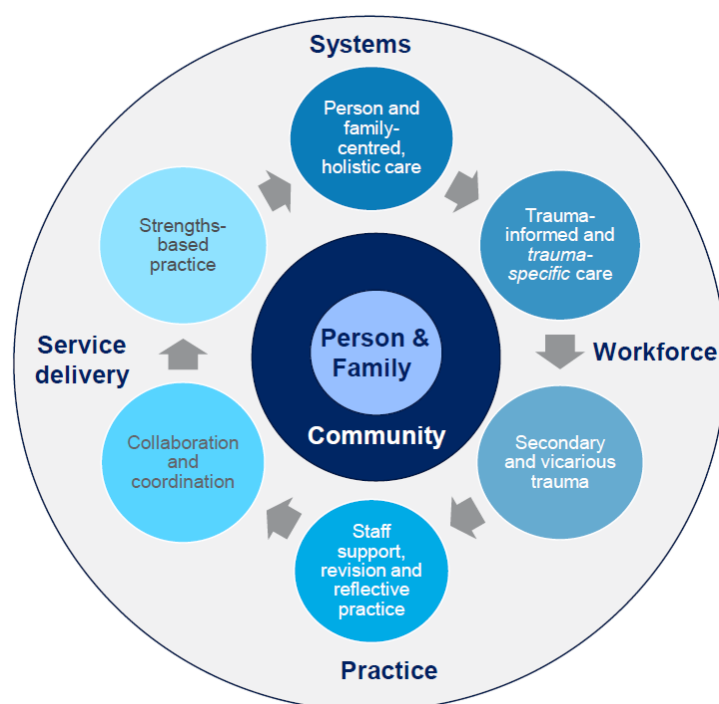 Systems
Person and
family-
centred,
holistic care
Trauma-
informed and
trauma-
specific care
Workforce
Secondary
and vicarious
trauma
Staff
support,
revision and
reflective
practice
Practice
Collaboration
and
coordination
Service
delivery
Strengths-
based
practice
Person &
Family
Community